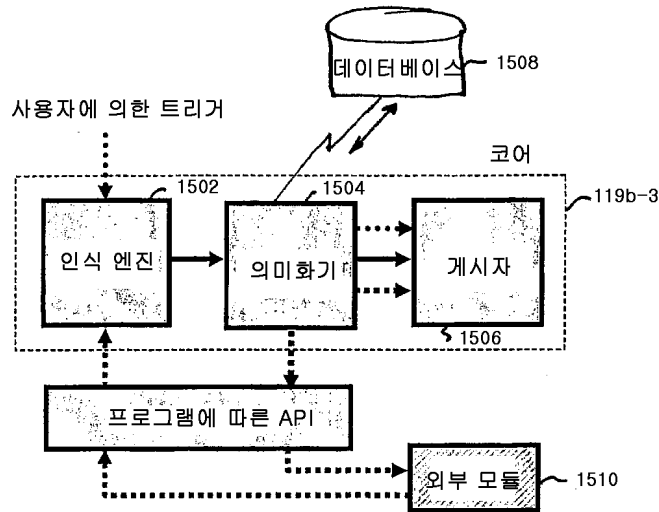 데이터베이스
1508
사용자에 의한 트리거
코어
1502
1504
119b-3
인식 엔진
의미화기
게시자
1506
프로그램에 따른 API
외부 모듈
1510